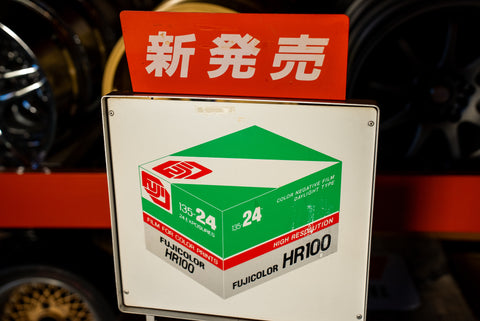 新発売
FUJI
135-24
24 EXPOSURES
FILM FOR COLOR PRINTS
FUJICOLOR
HR100
COLOR NEGATIVE FILM
DAYLIGHT TYPE
135 24
HIGH RESOLUTION
FUJICOLOR HR100